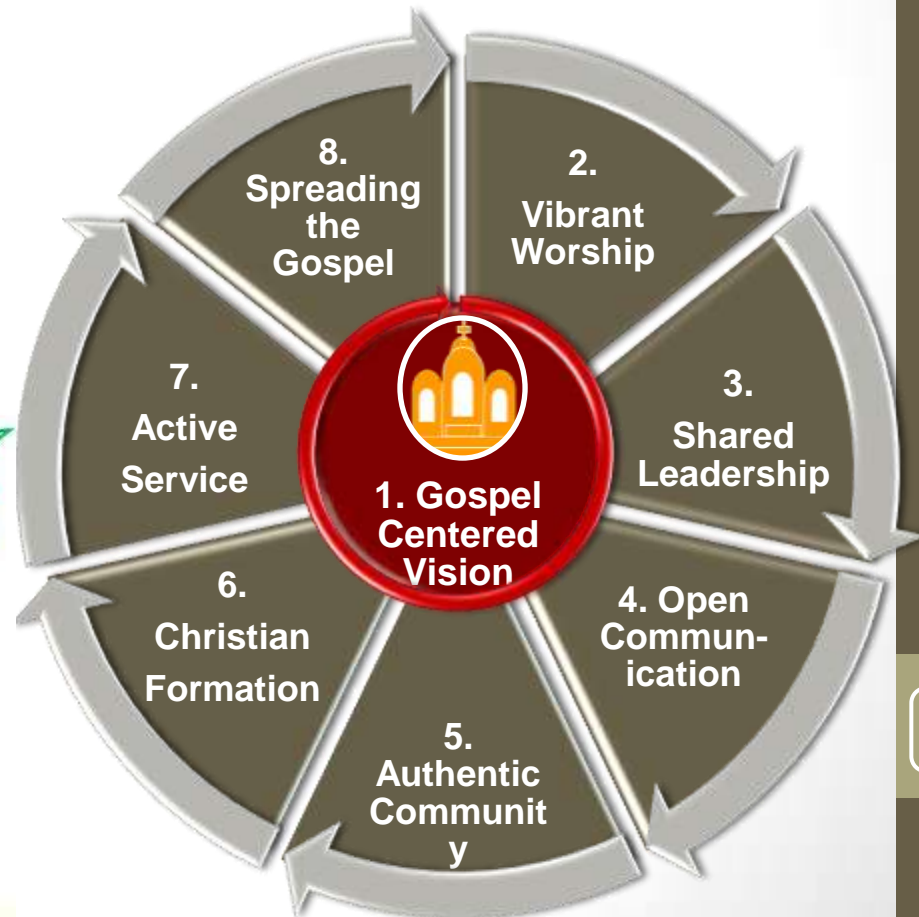 1. Gospel
Centered
Vision
2.
Vibrant
Worship
3.
Shared
Leadership
4. Open
Commun-
ication
5.
Authentic
Communit
y
6.
Christian
Formation
7.
Active
Service
8.
Spreading
the
Gospel